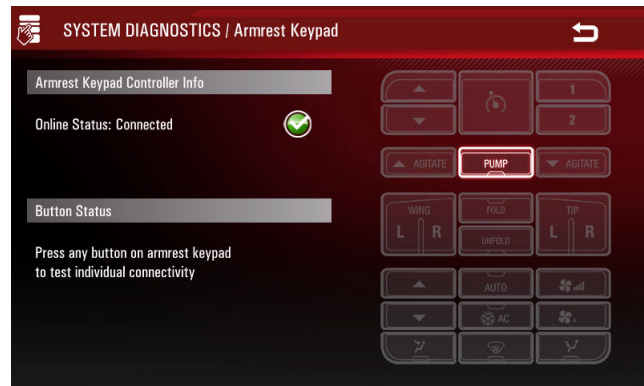 SYSTEM DIAGNOSTICS / Armrest Keypad
Armrest Keypad Controller Info
Online Status: Connected
Button Status
Press any button on armrest keypad
to test individual connectivity
1
2
AGITATE PUMP AGITATE
WING FOLD TIP
L R UNFOLD L R
AUTO
AC